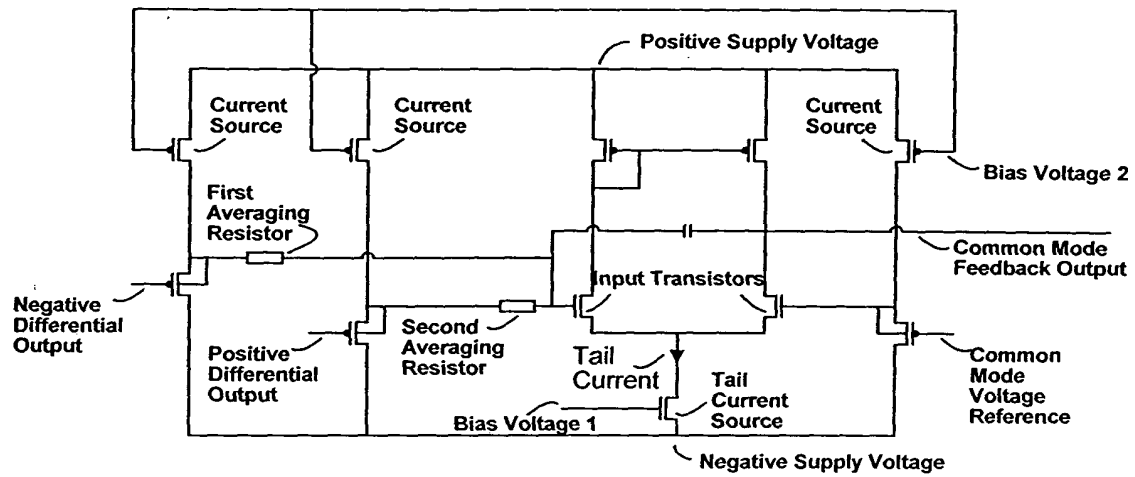 Positive Supply Voltage
Current
Source
Current
Source
Current
Source
Bias Voltage 2
First
Averaging
Resistor
Common Mode
Feedback Output
Input Transistors
Negative
Differential
Output
Positive
Differential
Output
Second
Averaging
Resistor
Tail
Current
Tail
Current
Source
Common
Mode
Voltage
Reference
Bias Voltage 1
Negative Supply Voltage